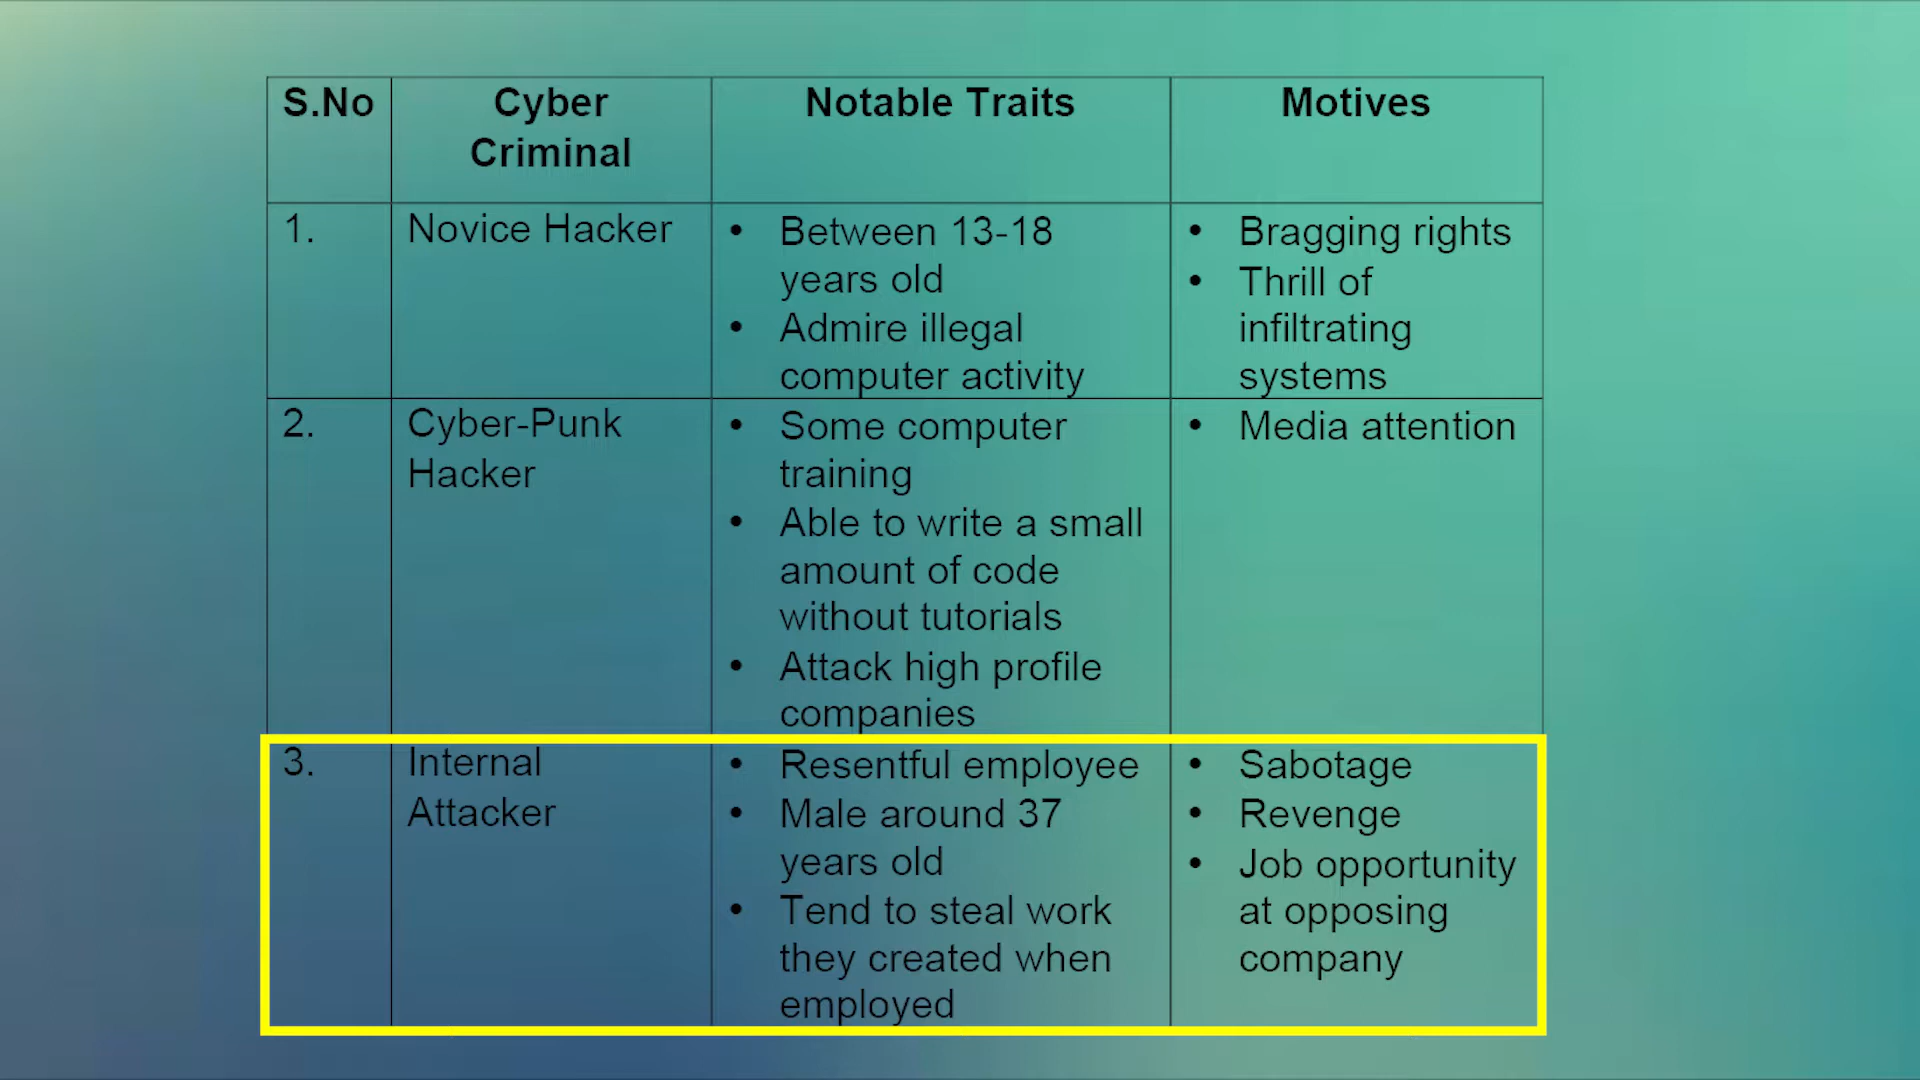 S.No
Cyber
Criminal
Notable Traits
Motives
1.
Novice Hacker
• Between 13-18
years old
• Admire illegal
computer activity
• Bragging rights
• Thrill of
infiltrating
systems
2.
Cyber-Punk
Hacker
• Some computer
training
• Able to write a small
amount of code
without tutorials
• Attack high profile
companies
• Media attention
3.
Internal
Attacker
• Resentful employee
• Male around 37
years old
• Tend to steal work
they created when
employed
• Sabotage
• Revenge
• Job opportunity
at opposing
company